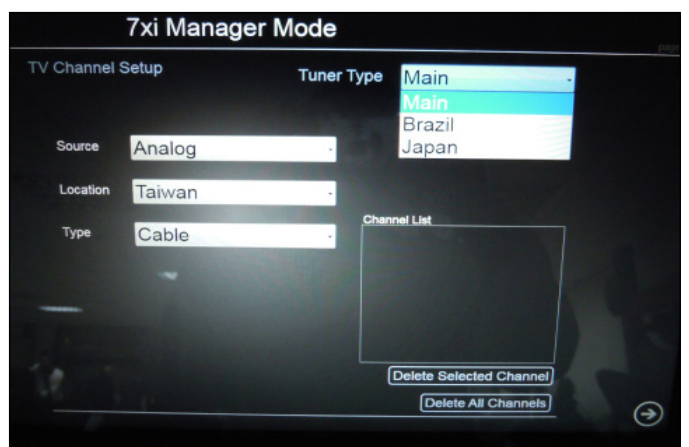 7xi Manager Mode
page
TV Channel Setup
Tuner Type
Main
Main
Brazil
Japan
Source
Analog
Location
Taiwan
Type
Cable
Channel List
Delete Selected Channel
Delete All Channels